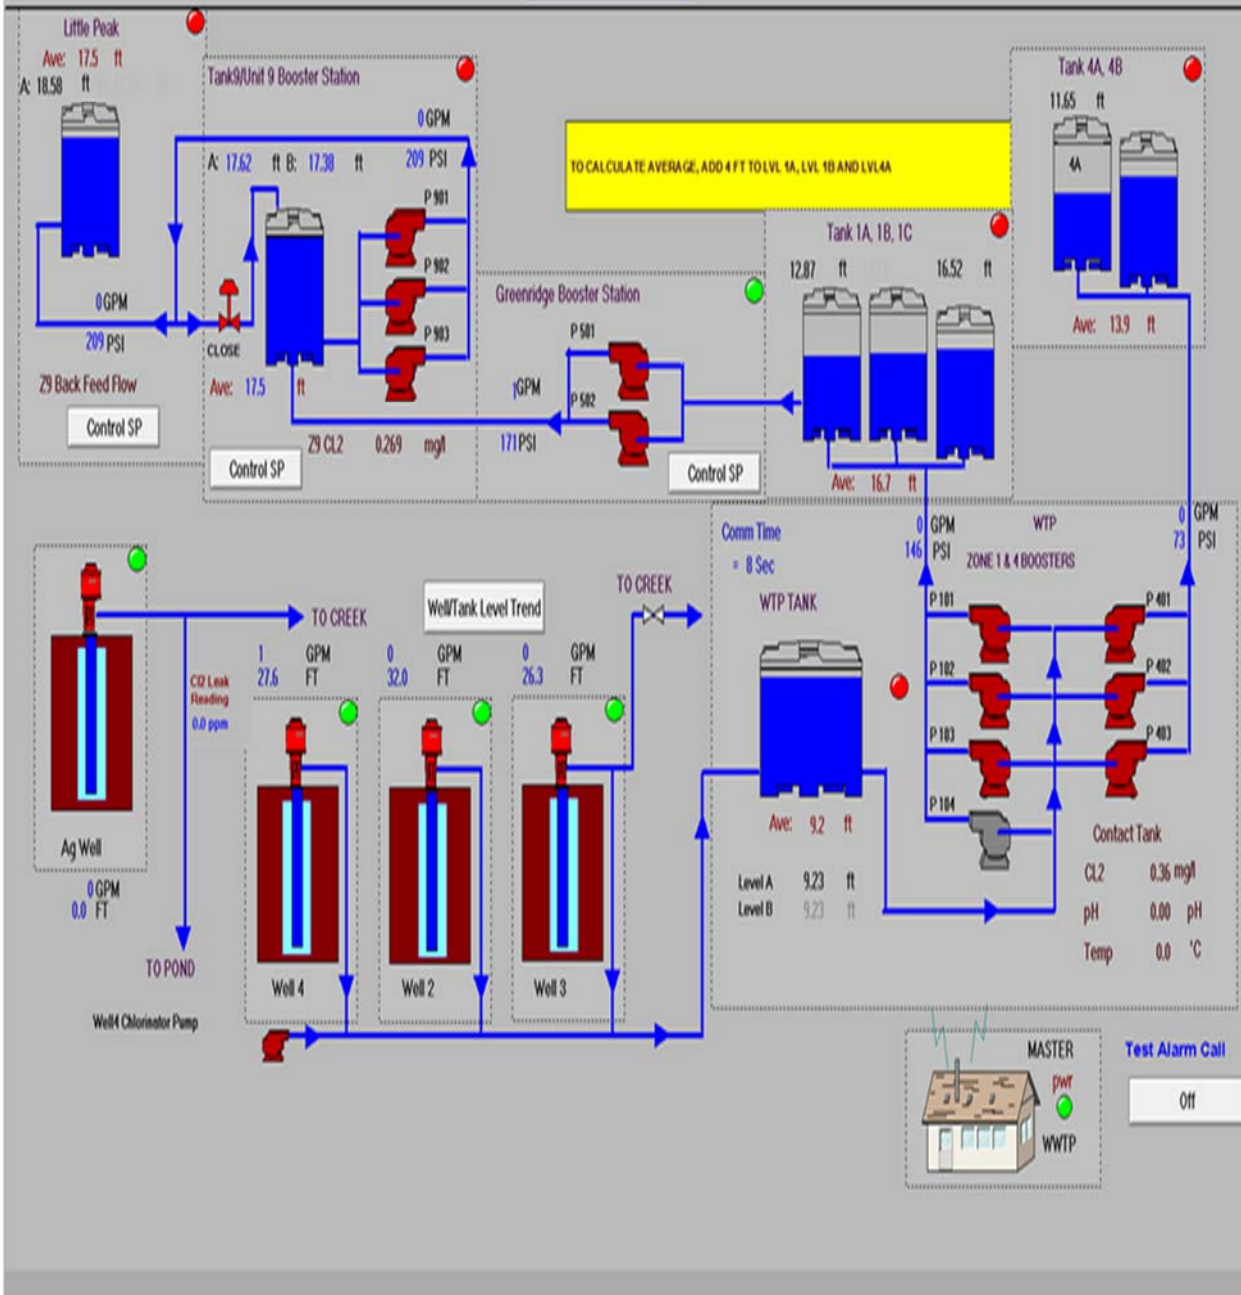 Little Peak
Ave: 17.5 ft
A: 18.58 ft
Tank9/Unit 9 Booster Station
0 GPM
209 PSI
A: 17.62 ft B: 17.38 ft
P 901
P 902
P 903
0 GPM
209 PSI
CLOSE
Z9 Back Feed Flow
Control SP
Ave: 17.5 ft
Z9 CL2 0.269 mg/l
Control SP
TO CALCULATE AVERAGE, ADD 4 FT TO LVL 1A, LVL 1B AND LVL4A
Greenridge Booster Station
P 501
P 502
GPM
171 PSI
Control SP
Tank 1A, 1B, 1C
12.87 ft
16.52 ft
Ave: 16.7 ft
Tank 4A, 4B
11.65 ft
4A
Ave: 13.9 ft
Ag Well
0 GPM
0.0 FT
TO CREEK
Cl2 Leak
Reading
0.0 ppm
TO POND
Well4 Chlorinator Pump
Well/Tank Level Trend
1 GPM
27.6 FT
Well 4
0 GPM
32.0 FT
Well 2
0 GPM
26.3 FT
Well 3
TO CREEK
Comm Time
= 8 Sec
WTP TANK
Ave: 9.2 ft
Level A 9.23 ft
Level B 9.23 ft
0 GPM
146 PSI
WTP
ZONE 1 & 4 BOOSTERS
0 GPM
73 PSI
P 101
P 102
P 103
P 104
P 401
P 402
P 403
Contact Tank
CL2 0.36 mg/l
pH 0.00 pH
Temp 0.0 °C
MASTER
pwr
WWTP
Test Alarm Call
Off